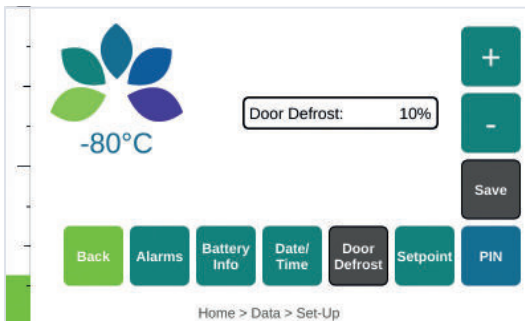 +
-80°C
Door Defrost: 10%
-
Save
Back
Alarms
Battery
Info
Date/
Time
Door
Defrost
Setpoint
PIN
Home > Data > Set-Up